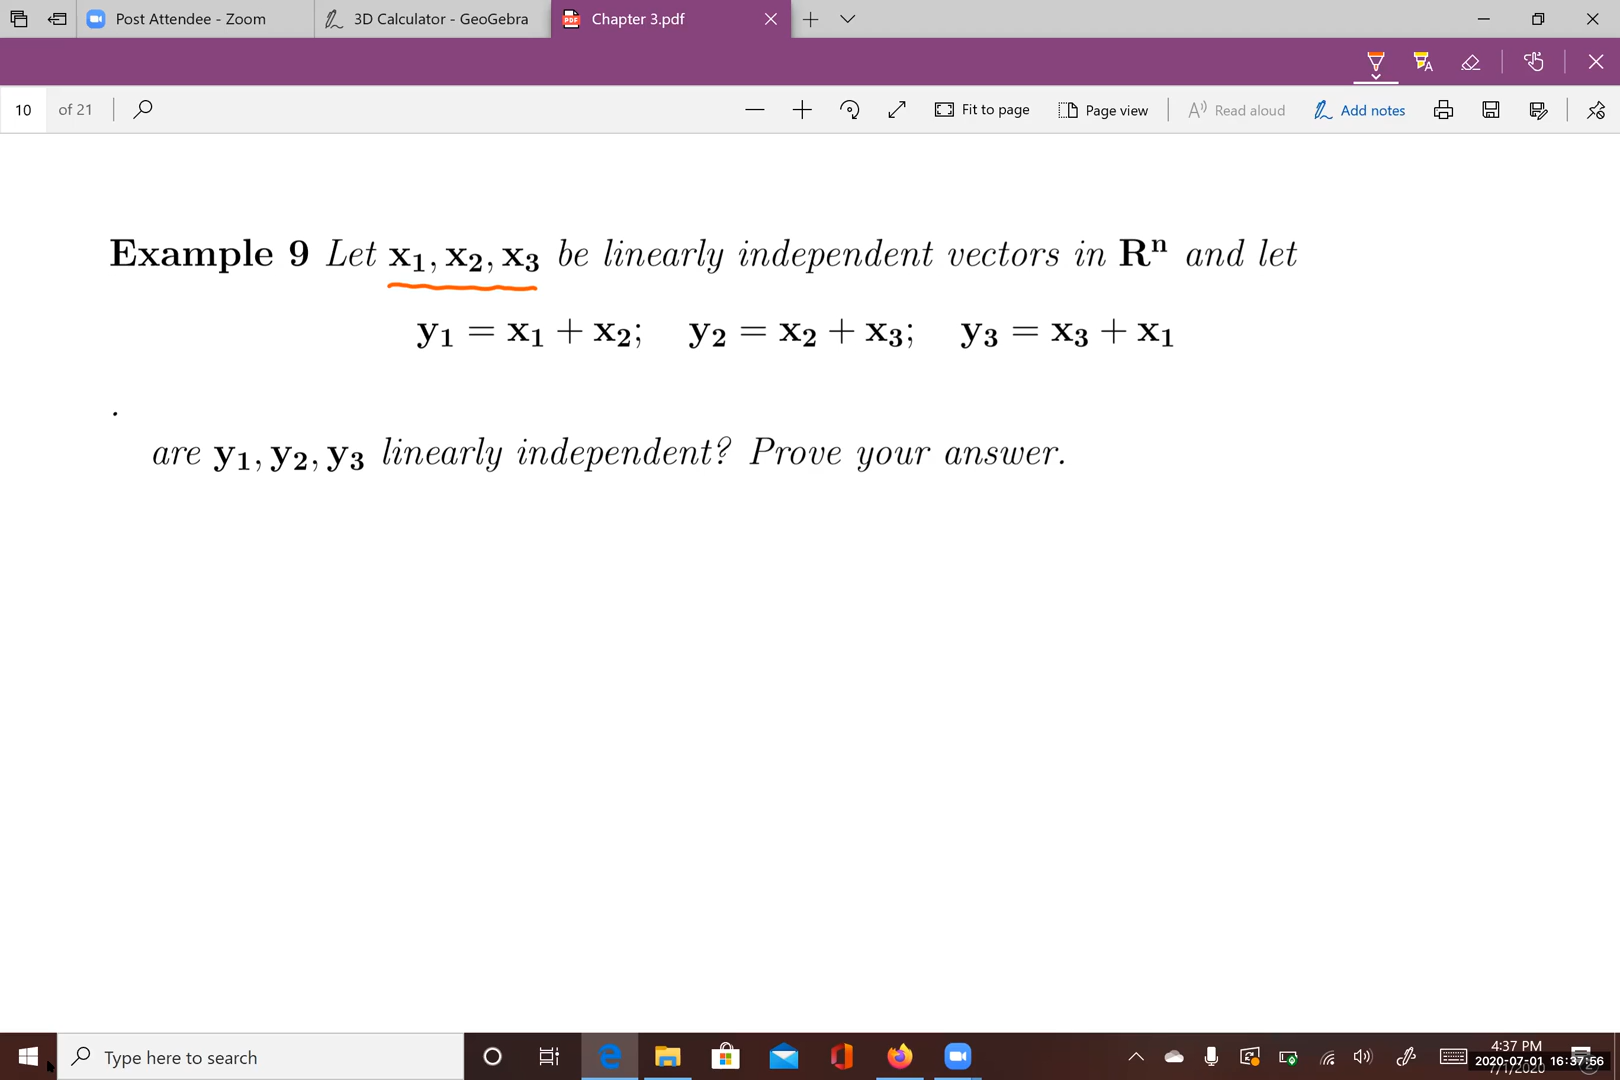 Post Attendee - Zoom
3D Calculator - GeoGebra
Chapter 3.pdf
10 of 21
Fit to page
Page view
Read aloud
Add notes
Example 9 Let x₁, x₂, x₃ be linearly independent vectors in Rⁿ and let
y₁ = x₁ + x₂; y₂ = x₂ + x₃; y₃ = x₃ + x₁
.
are y₁, y₂, y₃ linearly independent? Prove your answer.
Type here to search
4:37 PM
2020-07-01 16:37:56
7/1/2020